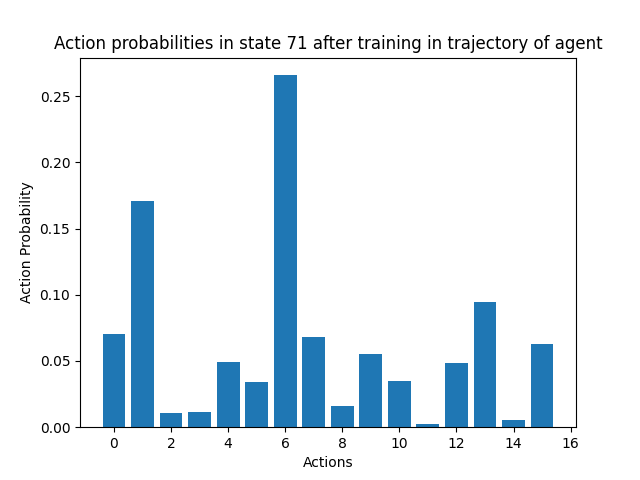 Action probabilities in state 71 after training in trajectory of agent
0.25
0.20
0.15
0.10
0.05
0.00
Action Probability
0 2 4 6 8 10 12 14 16
Actions